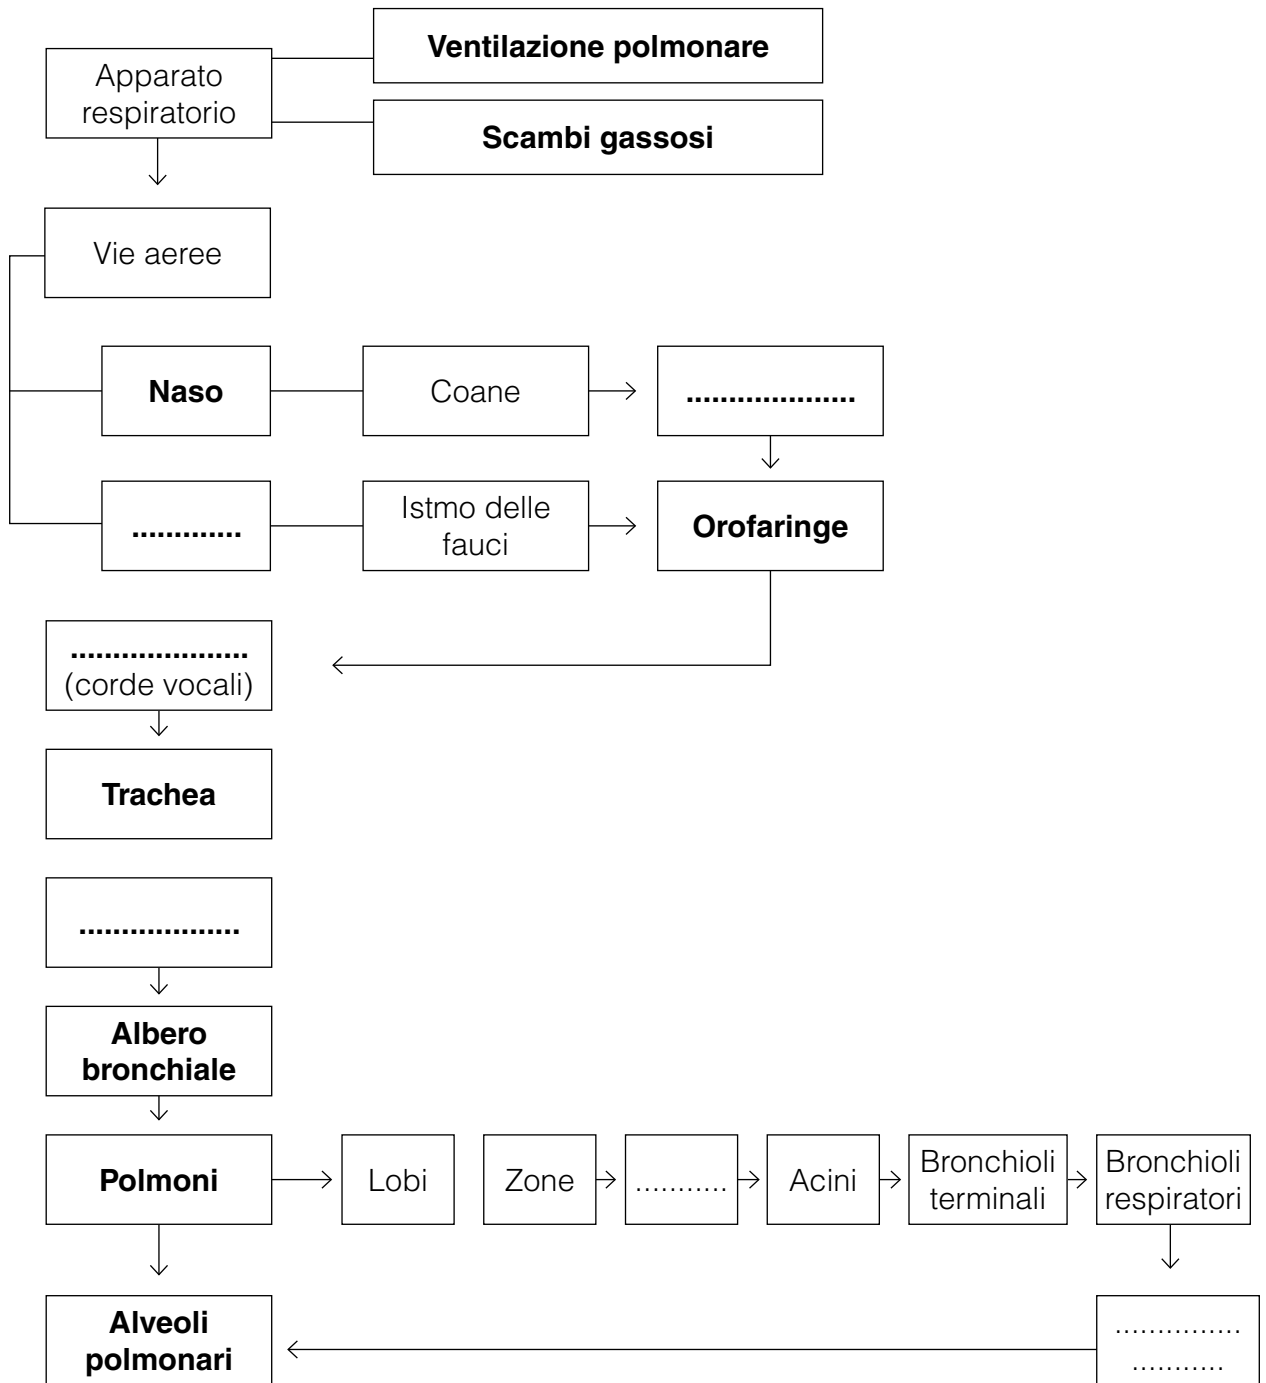 Ventilazione polmonare
Apparato
respiratorio
Scambi gassosi
Vie aeree
Naso
Coane
....................
.............
Istmo delle
fauci
Orofaringe
.....................
(corde vocali)
Trachea
...................
Albero
bronchiale
Polmoni
Lobi
Zone
...........
Acini
Bronchioli
terminali
Bronchioli
respiratori
Alveoli
polmonari
...............
...........